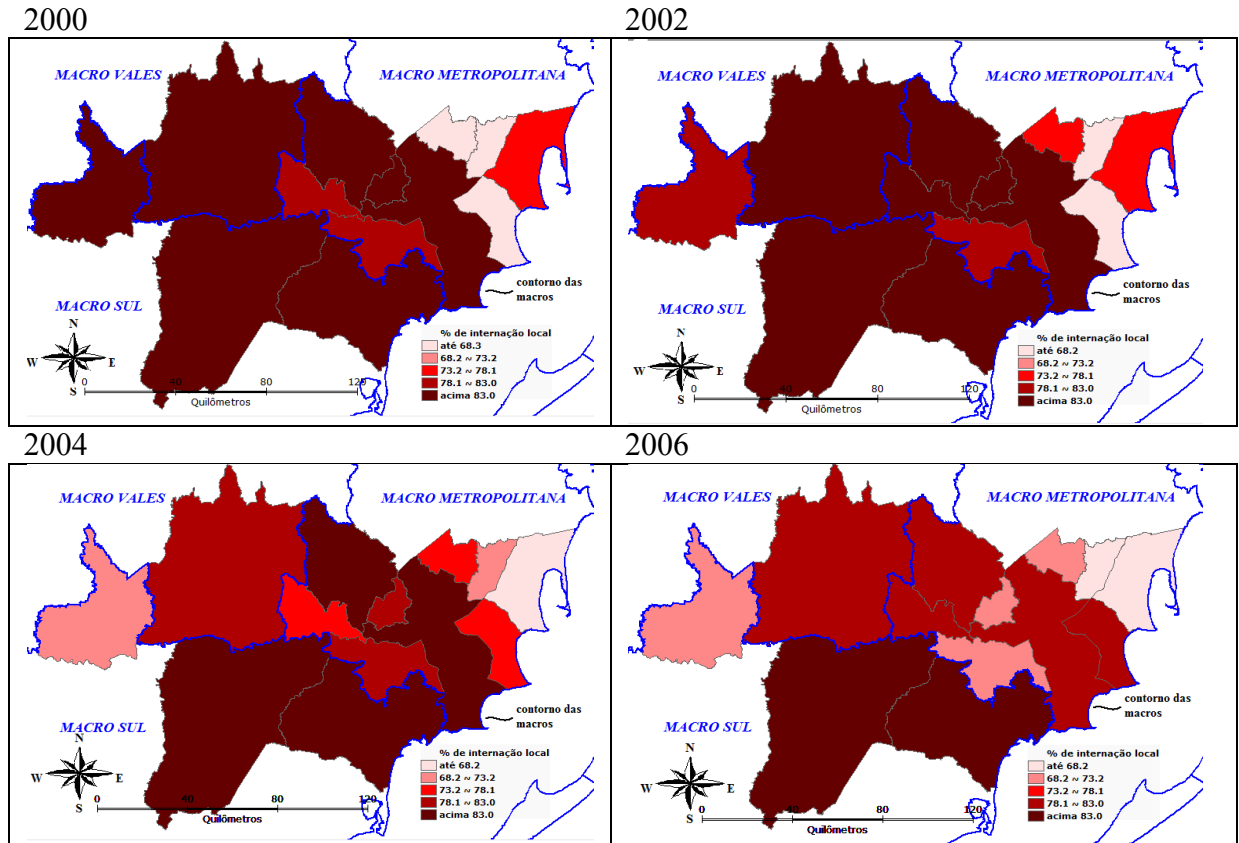 2000
MACRO VALES
MACRO METROPOLITANA
MACRO SUL
contorno das
macros
N
W E
S
0 40 80 120
Quilômetros
% de internação local
até 68.3
68.2 ~ 73.2
73.2 ~ 78.1
78.1 ~ 83.0
acima 83.0
2002
MACRO VALES
MACRO METROPOLITANA
MACRO SUL
contorno das
macros
N
W E
S
0 40 80 120
Quilômetros
% de internação local
até 68.2
68.2 ~ 73.2
73.2 ~ 78.1
78.1 ~ 83.0
acima 83.0
2004
MACRO VALES
MACRO METROPOLITANA
MACRO SUL
contorno das
macros
N
W E
S
0 40 80 120
Quilômetros
% de internação local
até 68.2
68.2 ~ 73.2
73.2 ~ 78.1
78.1 ~ 83.0
acima 83.0
2006
MACRO VALES
MACRO METROPOLITANA
MACRO SUL
contorno das
macros
N
W E
S
0 40 80 120
Quilômetros
% de internação local
até 68.2
68.2 ~ 73.2
73.2 ~ 78.1
78.1 ~ 83.0
acima 83.0